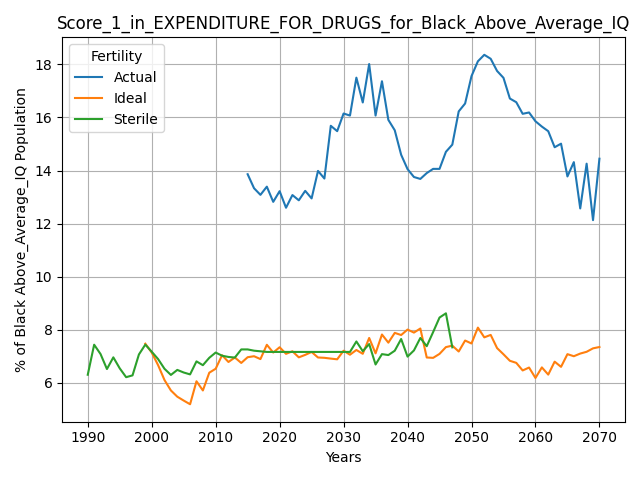 Score_1_in_EXPENDITURE_FOR_DRUGS_for_Black_Above_Average_IQ
Fertility
Actual
Ideal
Sterile
% of Black Above_Average_IQ Population
18
16
14
12
10
8
6
1990 2000 2010 2020 2030 2040 2050 2060 2070
Years